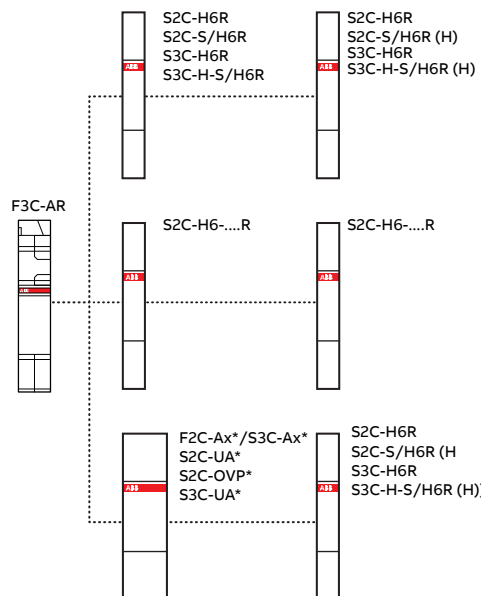 S2C-H6R
S2C-S/H6R
S3C-H6R
S3C-H-S/H6R
ABB
S2C-H6R
S2C-S/H6R (H)
S3C-H6R
S3C-H-S/H6R (H)
ABB
F3C-AR
ABB
S2C-H6-....R
ABB
S2C-H6-....R
ABB
F2C-Ax*/S3C-Ax*
S2C-UA*
S2C-OVP*
S3C-UA*
ABB
S2C-H6R
S2C-S/H6R (H
S3C-H6R
S3C-H-S/H6R (H))
ABB